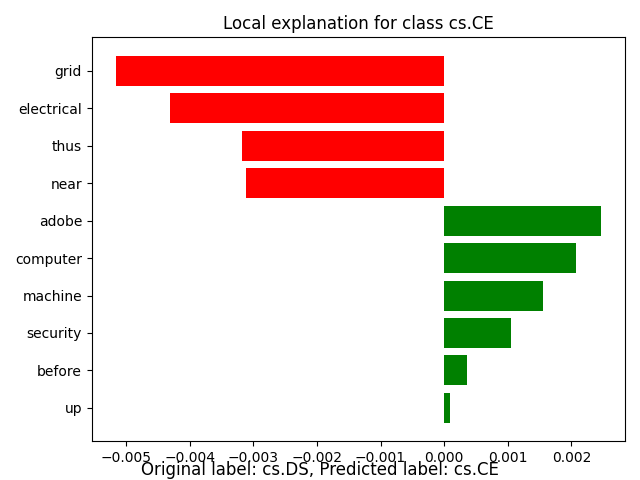 Local explanation for class cs.CE
grid
electrical
thus
near
adobe
computer
machine
security
before
up
−0.005 −0.004 −0.003 −0.002 −0.001 0.000 0.001 0.002
Original label: cs.DS, Predicted label: cs.CE